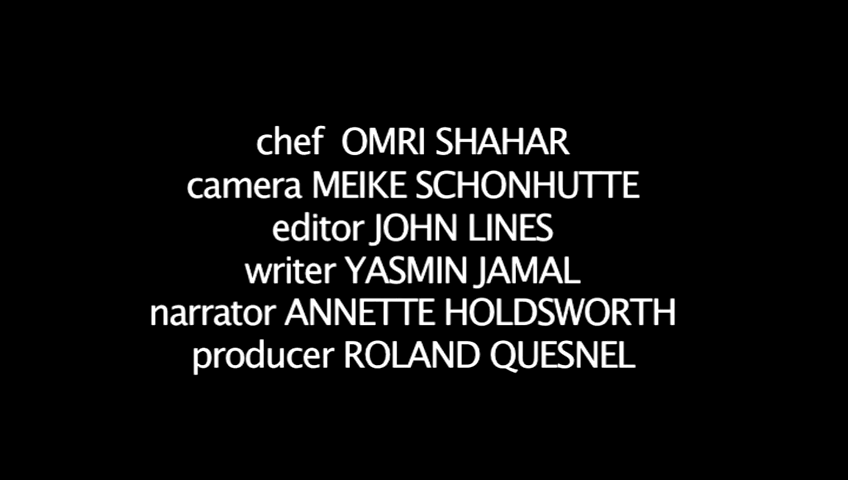 chef OMRI SHAHAR
camera MEIKE SCHONHUTTE
editor JOHN LINES
writer YASMIN JAMAL
narrator ANNETTE HOLDSWORTH
producer ROLAND QUESNEL